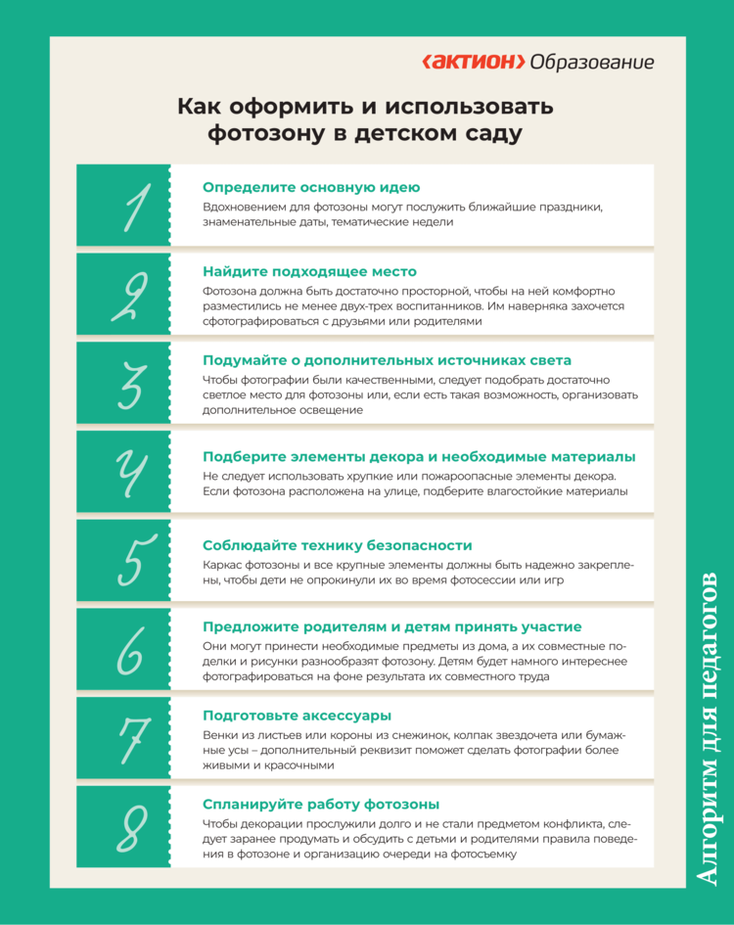 ‹актион› Образование
Как оформить и использовать
фотозону в детском саду
1
Определите основную идею
Вдохновением для фотозоны могут послужить ближайшие праздники,
знаменательные даты, тематические недели
2
Найдите подходящее место
Фотозона должна быть достаточно просторной, чтобы на ней комфортно
разместились не менее двух-трех воспитанников. Им наверняка захочется
сфотографироваться с друзьями или родителями
3
Подумайте о дополнительных источниках света
Чтобы фотографии были качественными, следует подобрать достаточно
светлое место для фотозоны или, если есть такая возможность, организовать
дополнительное освещение
4
Подберите элементы декора и необходимые материалы
Не следует использовать хрупкие или пожароопасные элементы декора.
Если фотозона расположена на улице, подберите влагостойкие материалы
5
Соблюдайте технику безопасности
Каркас фотозоны и все крупные элементы должны быть надежно закрепле-
ны, чтобы дети не опрокинули их во время фотосессии или игр
6
Предложите родителям и детям принять участие
Они могут принести необходимые предметы из дома, а их совместные по-
делки и рисунки разнообразят фотозону. Детям будет намного интереснее
фотографироваться на фоне результата их совместного труда
7
Подготовьте аксессуары
Венки из листьев или короны из снежинок, колпак звездочета или бумаж-
ные усы – дополнительный реквизит поможет сделать фотографии более
живыми и красочными
8
Спланируйте работу фотозоны
Чтобы декорации прослужили долго и не стали предметом конфликта, сле-
дует заранее продумать и обсудить с детьми и родителями правила поведе-
ния в фотозоне и организацию очереди на фотосъемку
Алгоритм для педагогов